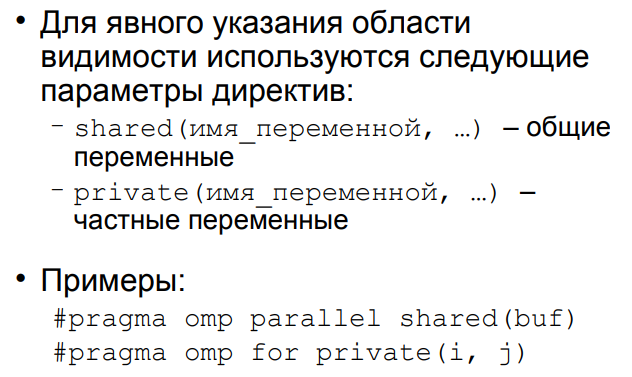 • Для явного указания области
видимости используются следующие
параметры директив:
– shared(имя_переменной, …) – общие
переменные
– private(имя_переменной, …) –
частные переменные
• Примеры:
#pragma omp parallel shared(buf)
#pragma omp for private(i, j)